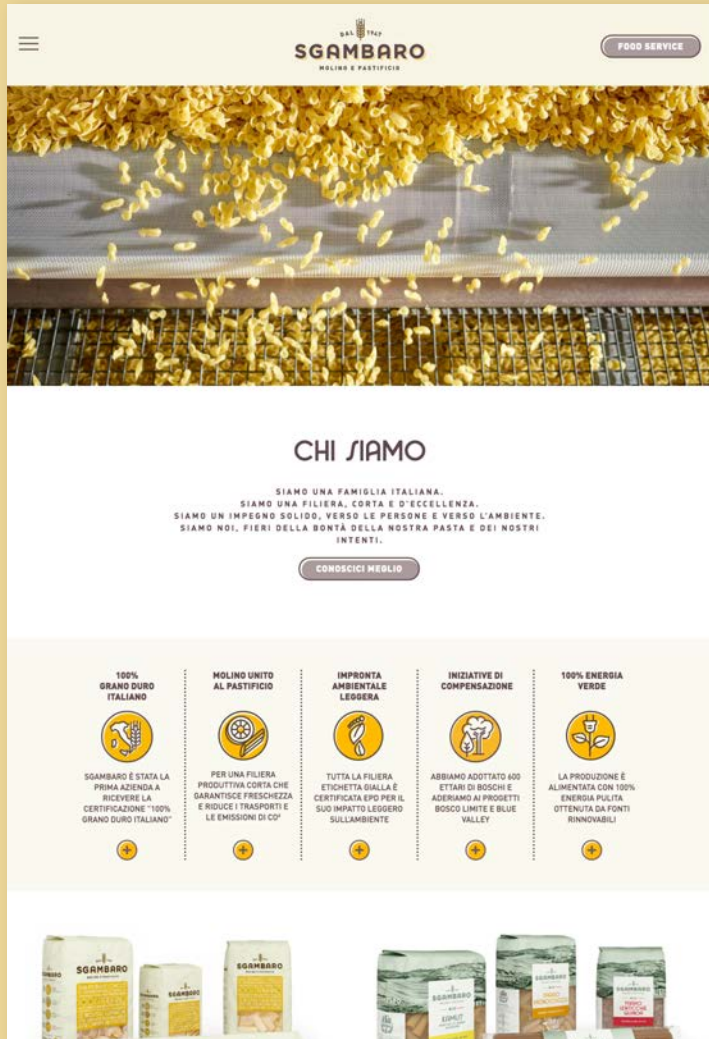 DAL 1947
SGAMBARO
MOLINO E PASTIFICIO
FOOD SERVICE
CHI SIAMO
SIAMO UNA FAMIGLIA ITALIANA.
SIAMO UNA FILIERA, CORTA E D'ECCELLENZA.
SIAMO UN IMPEGNO SOLIDO, VERSO LE PERSONE E VERSO L'AMBIENTE.
SIAMO NOI, FIERI DELLA BONTÀ DELLA NOSTRA PASTA E DEI NOSTRI
INTENTI.
CONOSCICI MEGLIO
100%
GRANO DURO
ITALIANO
SGAMBARO È STATA LA
PRIMA AZIENDA A
RICEVERE LA
CERTIFICAZIONE "100%
GRANO DURO ITALIANO"
MOLINO UNITO
AL PASTIFICIO
PER UNA FILIERA
PRODUTTIVA CORTA CHE
GARANTISCE FRESCHEZZA
E RIDUCE I TRASPORTI E
LE EMISSIONI DI CO²
IMPRONTA
AMBIENTALE
LEGGERA
TUTTA LA FILIERA
ETICHETTA GIALLA È
CERTIFICATA EPD PER IL
SUO IMPATTO LEGGERO
SULL'AMBIENTE
INIZIATIVE DI
COMPENSAZIONE
ABBIAMO ADOTTATO 600
ETTARI DI BOSCHI E
ADERIAMO AI PROGETTI
BOSCO LIMITE E BLUE
VALLEY
100% ENERGIA
VERDE
LA PRODUZIONE È
ALIMENTATA CON 100%
ENERGIA PULITA
OTTENUTA DA FONTI
RINNOVABILI
SGAMBARO
SGAMBARO
SGAMBARO
SGAMBARO
SGAMBARO
SGAMBARO
KAMUT